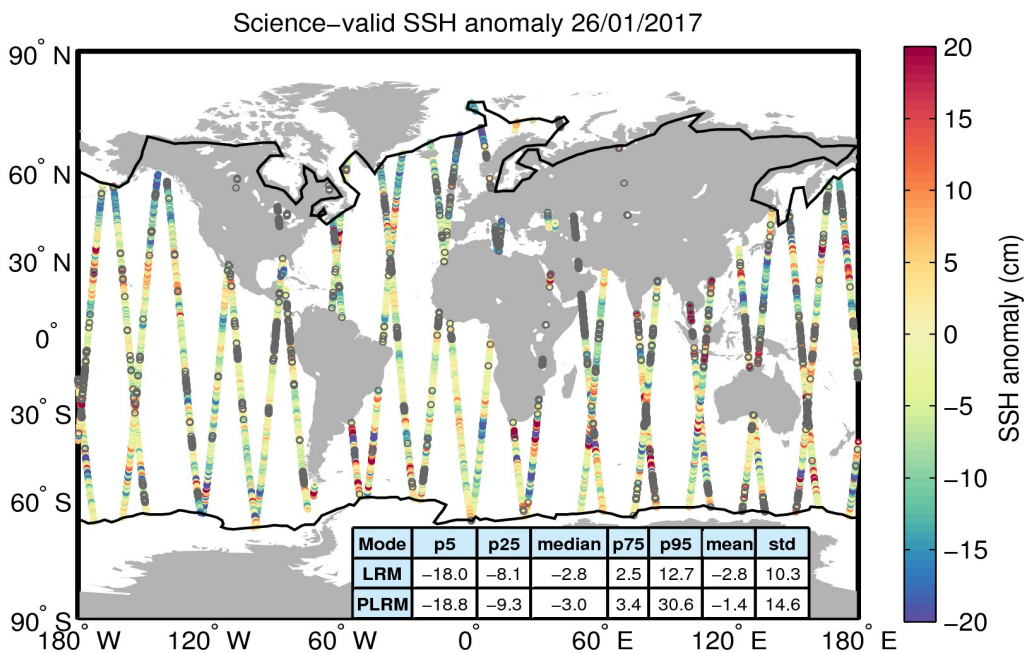 Science−valid SSH anomaly 26/01/2017
90° N
60° N
30° N
0°
30° S
60° S
90° S
180° W
120° W
60° W
0°
60° E
120° E
180° E
Mode p5 p25 median p75 p95 mean std
LRM −18.0 −8.1 −2.8 2.5 12.7 −2.8 10.3
PLRM −18.8 −9.3 −3.0 3.4 30.6 −1.4 14.6
20
15
10
5
0
−5
−10
−15
−20
SSH anomaly (cm)